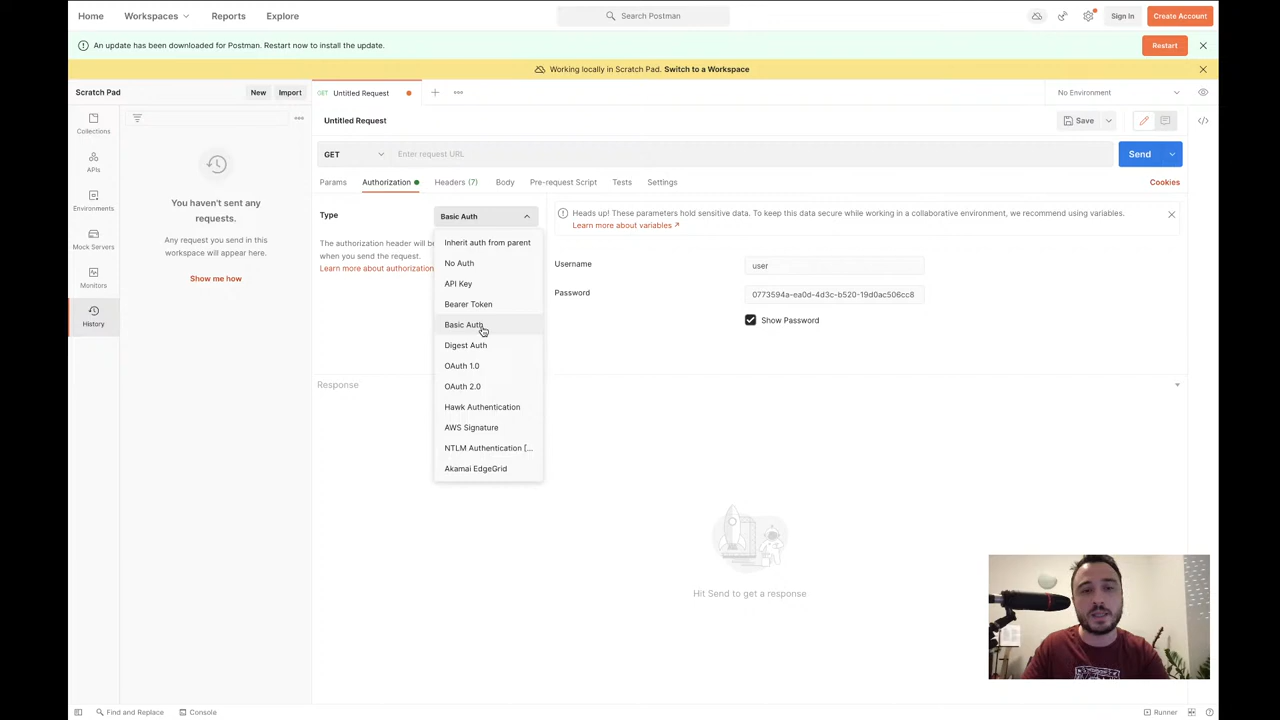 Home Workspaces Reports Explore Search Postman Sign In Create Account
An update has been downloaded for Postman. Restart now to install the update. Restart
Working locally in Scratch Pad. Switch to a Workspace
Scratch Pad New Import GET Untitled Request No Environment
Untitled Request Save
Collections
APIs
Environments
Mock Servers
Monitors
History
You haven't sent any
requests.
Any request you send in this
workspace will appear here.
Show me how
GET Enter request URL Send
Params Authorization Headers (7) Body Pre-request Script Tests Settings Cookies
Type Basic Auth
The authorization header will be
when you send the request.
Learn more about authorization
Inherit auth from parent
No Auth
API Key
Bearer Token
Basic Auth
Digest Auth
OAuth 1.0
OAuth 2.0
Hawk Authentication
AWS Signature
NTLM Authentication [...
Akamai EdgeGrid
Heads up! These parameters hold sensitive data. To keep this data secure while working in a collaborative environment, we recommend using variables.
Learn more about variables ↗
Username user
Password 0773594a-ea0d-4d3c-b520-19d0ac506cc8
Show Password
Response
Hit Send to get a response
Find and Replace Console Runner